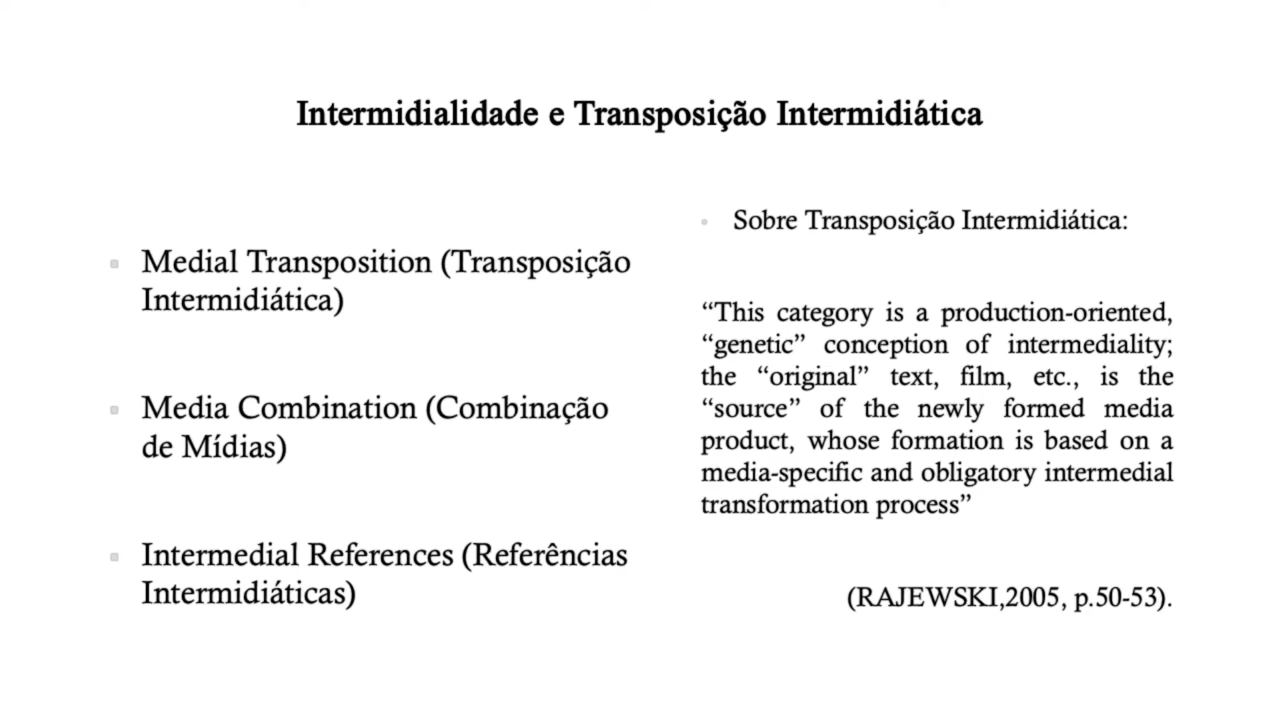 Intermidialidade e Transposição Intermidiática
Medial Transposition (Transposição
Intermidiática)
Media Combination (Combinação
de Mídias)
Intermedial References (Referências
Intermidiáticas)
Sobre Transposição Intermidiática:
“This category is a production-oriented,
“genetic” conception of intermediality;
the “original” text, film, etc., is the
“source” of the newly formed media
product, whose formation is based on a
media-specific and obligatory intermedial
transformation process”
(RAJEWSKI,2005, p.50-53).